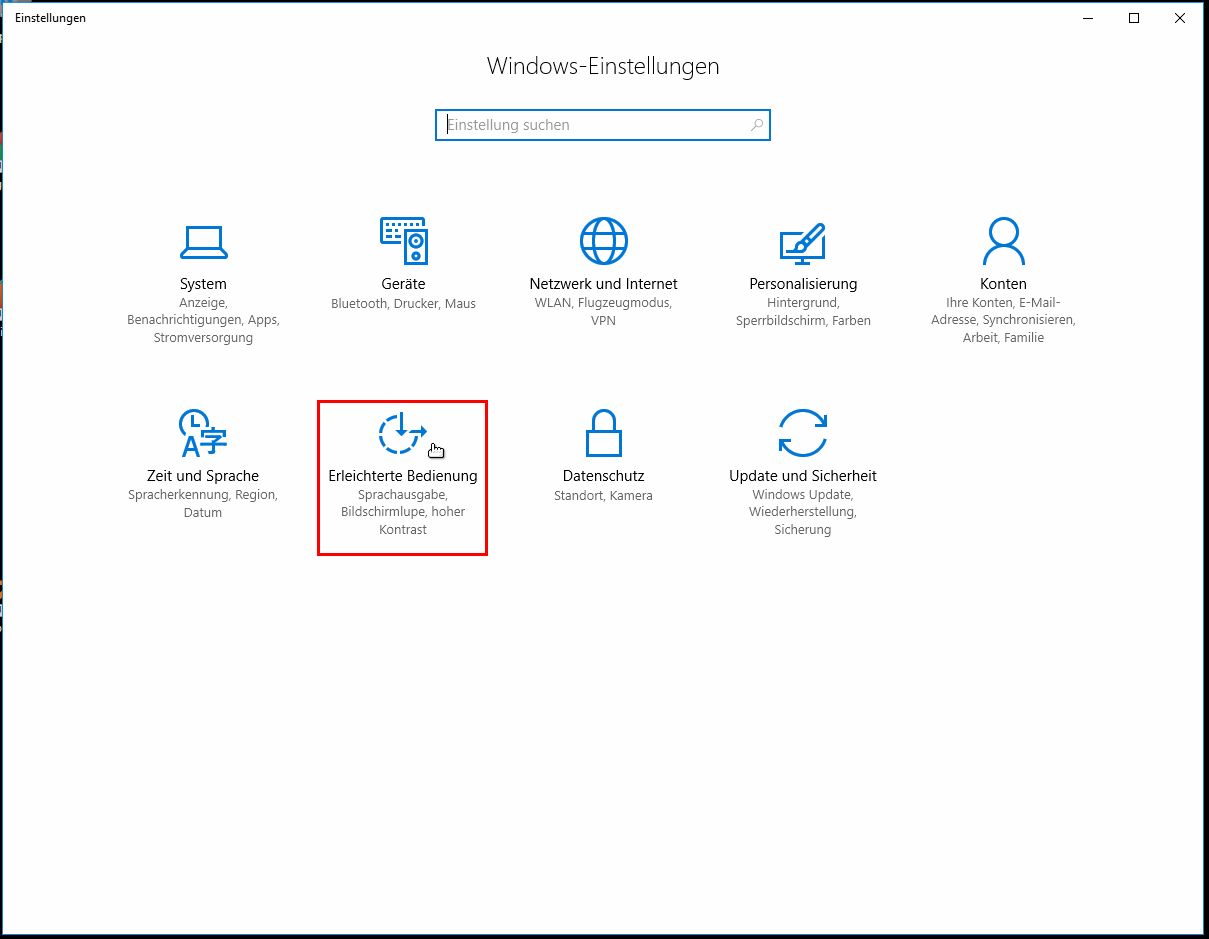 Einstellungen
Windows-Einstellungen
Einstellung suchen
System
Anzeige,
Benachrichtigungen, Apps,
Stromversorgung
Geräte
Bluetooth, Drucker, Maus
Netzwerk und Internet
WLAN, Flugzeugmodus,
VPN
Personalisierung
Hintergrund,
Sperrbildschirm, Farben
Konten
Ihre Konten, E-Mail-
Adresse, Synchronisieren,
Arbeit, Familie
A字
Zeit und Sprache
Spracherkennung, Region,
Datum
Erleichterte Bedienung
Sprachausgabe,
Bildschirmlupe, hoher
Kontrast
Datenschutz
Standort, Kamera
Update und Sicherheit
Windows Update,
Wiederherstellung,
Sicherung